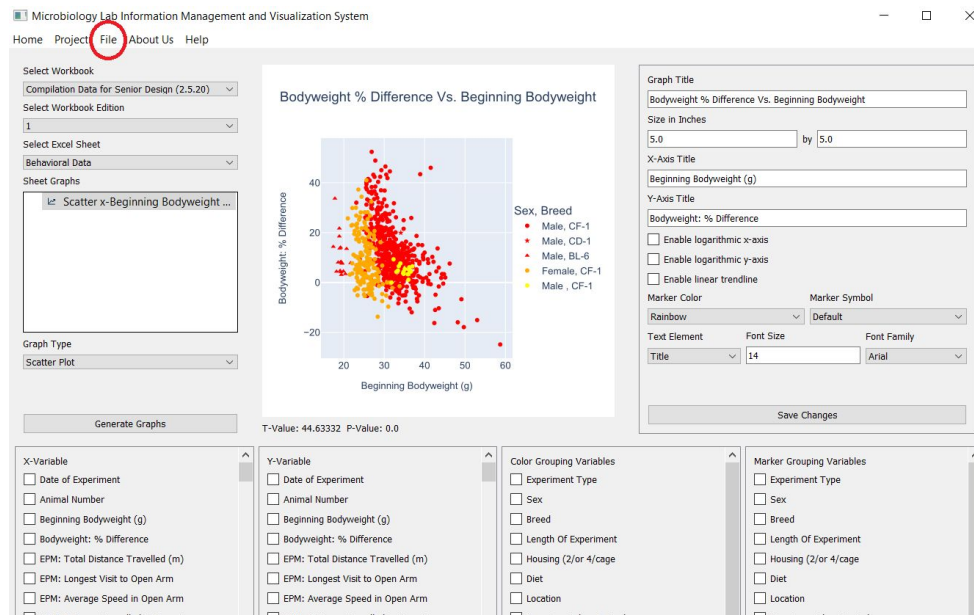 Microbiology Lab Information Management and Visualization System
Home Project File About Us Help
Select Workbook
Compilation Data for Senior Design (2.5.20)
Select Workbook Edition
1
Select Excel Sheet
Behavioral Data
Sheet Graphs
Scatter x-Beginning Bodyweight ...
Graph Type
Scatter Plot
Generate Graphs
Bodyweight % Difference Vs. Beginning Bodyweight
Bodyweight: % Difference
40
20
0
−20
20 30 40 50 60
Beginning Bodyweight (g)
Sex, Breed
Male, CF-1
Male, CD-1
Male, BL-6
Female, CF-1
Male , CF-1
T-Value: 44.63332 P-Value: 0.0
Graph Title
Bodyweight % Difference Vs. Beginning Bodyweight
Size in Inches
5.0 by 5.0
X-Axis Title
Beginning Bodyweight (g)
Y-Axis Title
Bodyweight: % Difference
Enable logarithmic x-axis
Enable logarithmic y-axis
Enable linear trendline
Marker Color Marker Symbol
Rainbow Default
Text Element Font Size Font Family
Title 14 Arial
Save Changes
X-Variable
Date of Experiment
Animal Number
Beginning Bodyweight (g)
Bodyweight: % Difference
EPM: Total Distance Travelled (m)
EPM: Longest Visit to Open Arm
EPM: Average Speed in Open Arm
Y-Variable
Date of Experiment
Animal Number
Beginning Bodyweight (g)
Bodyweight: % Difference
EPM: Total Distance Travelled (m)
EPM: Longest Visit to Open Arm
EPM: Average Speed in Open Arm
Color Grouping Variables
Experiment Type
Sex
Breed
Length Of Experiment
Housing (2/or 4/cage
Diet
Location
Marker Grouping Variables
Experiment Type
Sex
Breed
Length Of Experiment
Housing (2/or 4/cage
Diet
Location